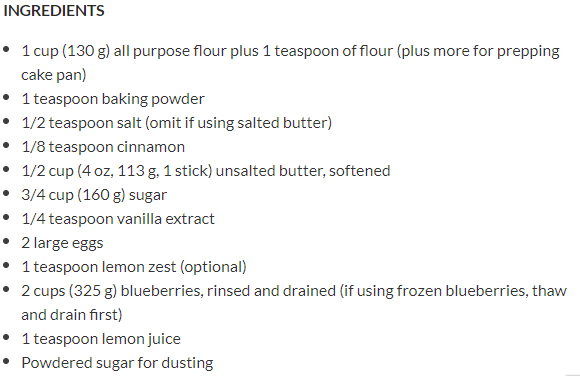 INGREDIENTS
• 1 cup (130 g) all purpose flour plus 1 teaspoon of flour (plus more for prepping
cake pan)
• 1 teaspoon baking powder
• 1/2 teaspoon salt (omit if using salted butter)
• 1/8 teaspoon cinnamon
• 1/2 cup (4 oz, 113 g, 1 stick) unsalted butter, softened
• 3/4 cup (160 g) sugar
• 1/4 teaspoon vanilla extract
• 2 large eggs
• 1 teaspoon lemon zest (optional)
• 2 cups (325 g) blueberries, rinsed and drained (if using frozen blueberries, thaw
and drain first)
• 1 teaspoon lemon juice
• Powdered sugar for dusting